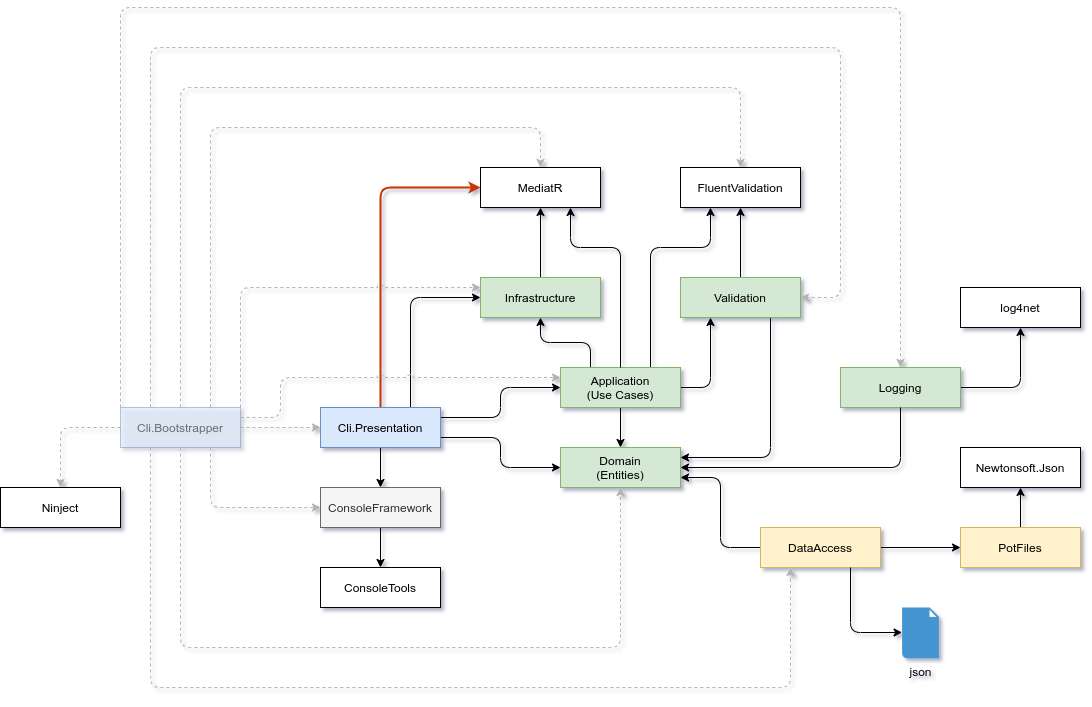 MediatR
FluentValidation
Infrastructure
Validation
log4net
Application
(Use Cases)
Logging
Cli.Bootstrapper
Cli.Presentation
Domain
(Entities)
Newtonsoft.Json
Ninject
ConsoleFramework
DataAccess
PotFiles
ConsoleTools
json